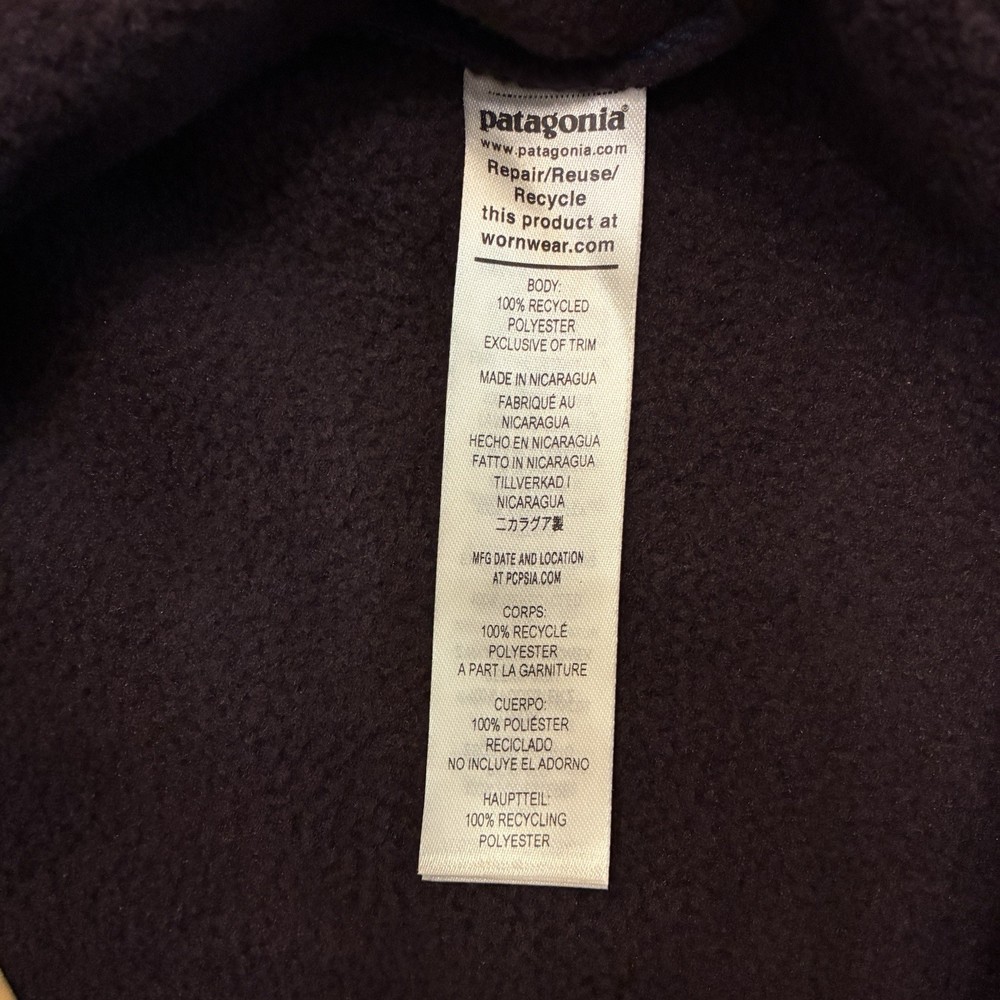 patagonia®
www.patagonia.com
Repair/Reuse/
Recycle
this product at
wornwear.com
BODY:
100% RECYCLED
POLYESTER
EXCLUSIVE OF TRIM
MADE IN NICARAGUA
FABRIQUÉ AU
NICARAGUA
HECHO EN NICARAGUA
FATTO IN NICARAGUA
TILLVERKAD I
NICARAGUA
ニカラグア製
MFG DATE AND LOCATION
AT PCPSIA.COM
CORPS:
100% RECYCLÉ
POLYESTER
A PART LA GARNITURE
CUERPO:
100% POLIÉSTER
RECICLADO
NO INCLUYE EL ADORNO
HAUPTTEIL:
100% RECYCLING
POLYESTER